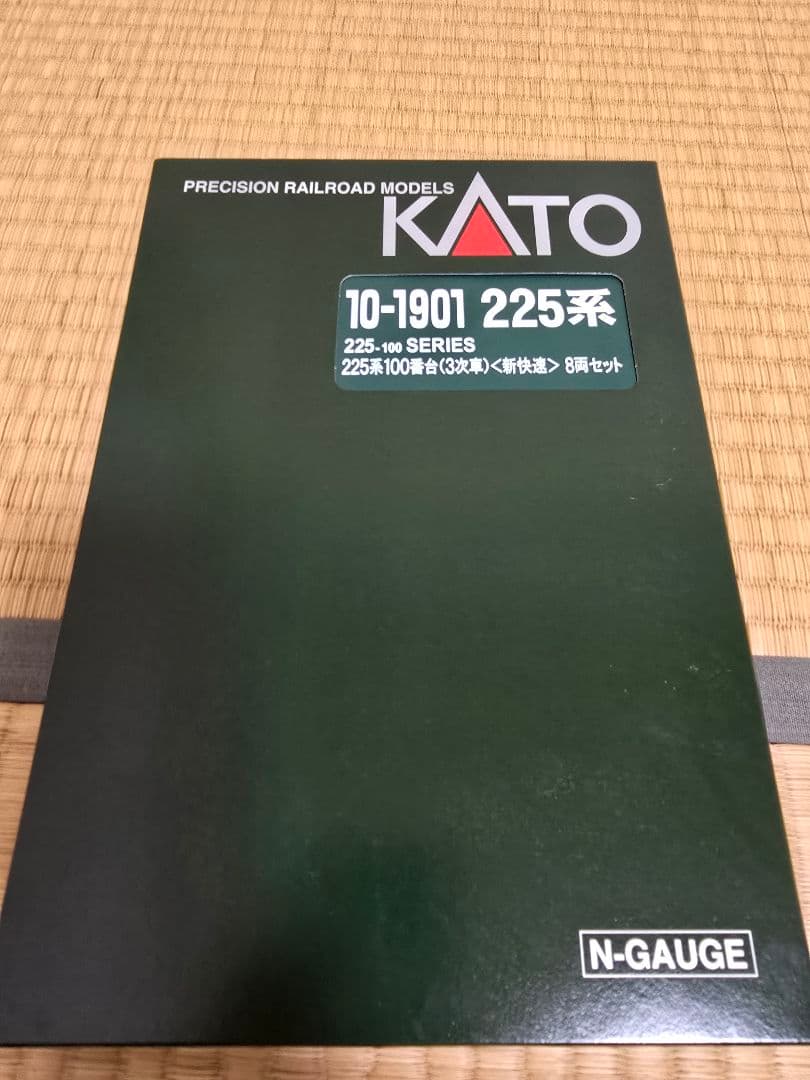 PRECISION RAILROAD MODELS
KATO
10-1901 225系
225-100 SERIES
225系100番台(3次車)<新快速> 8両セット
N-GAUGE